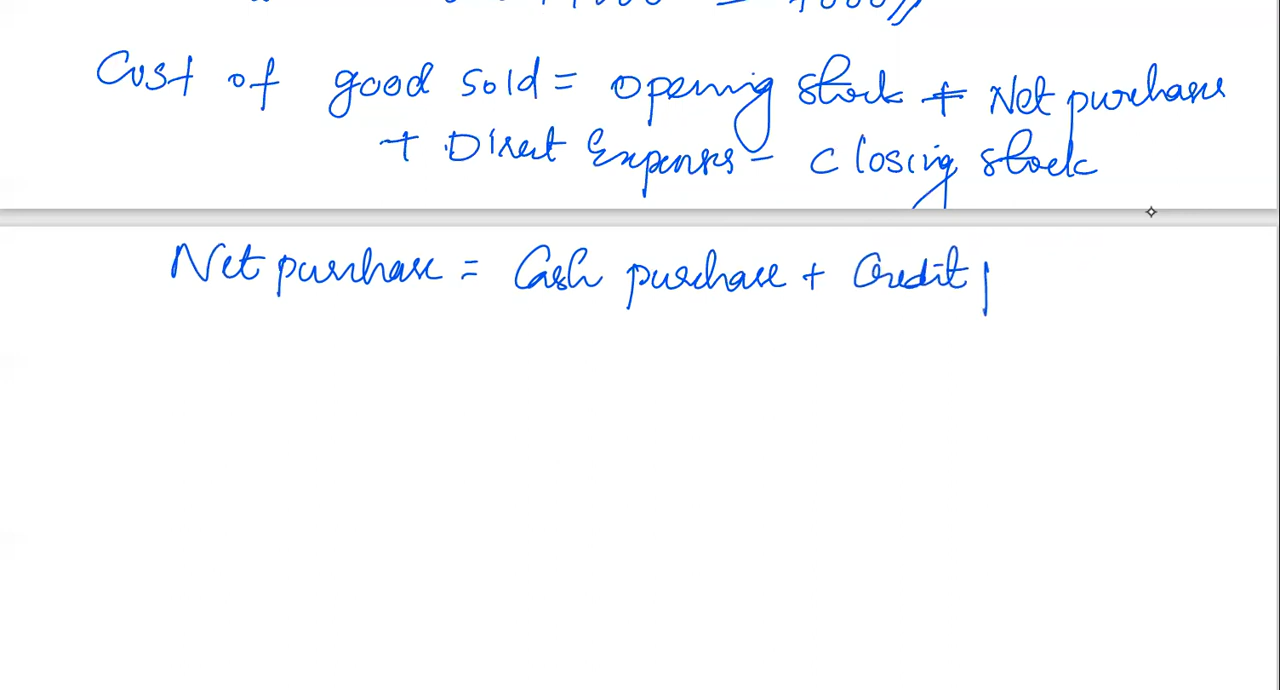 Cost of good sold = opening stock + Net purchase
+ Direct Expenses - closing stock
Net purchase = Cash purchase + Credit p